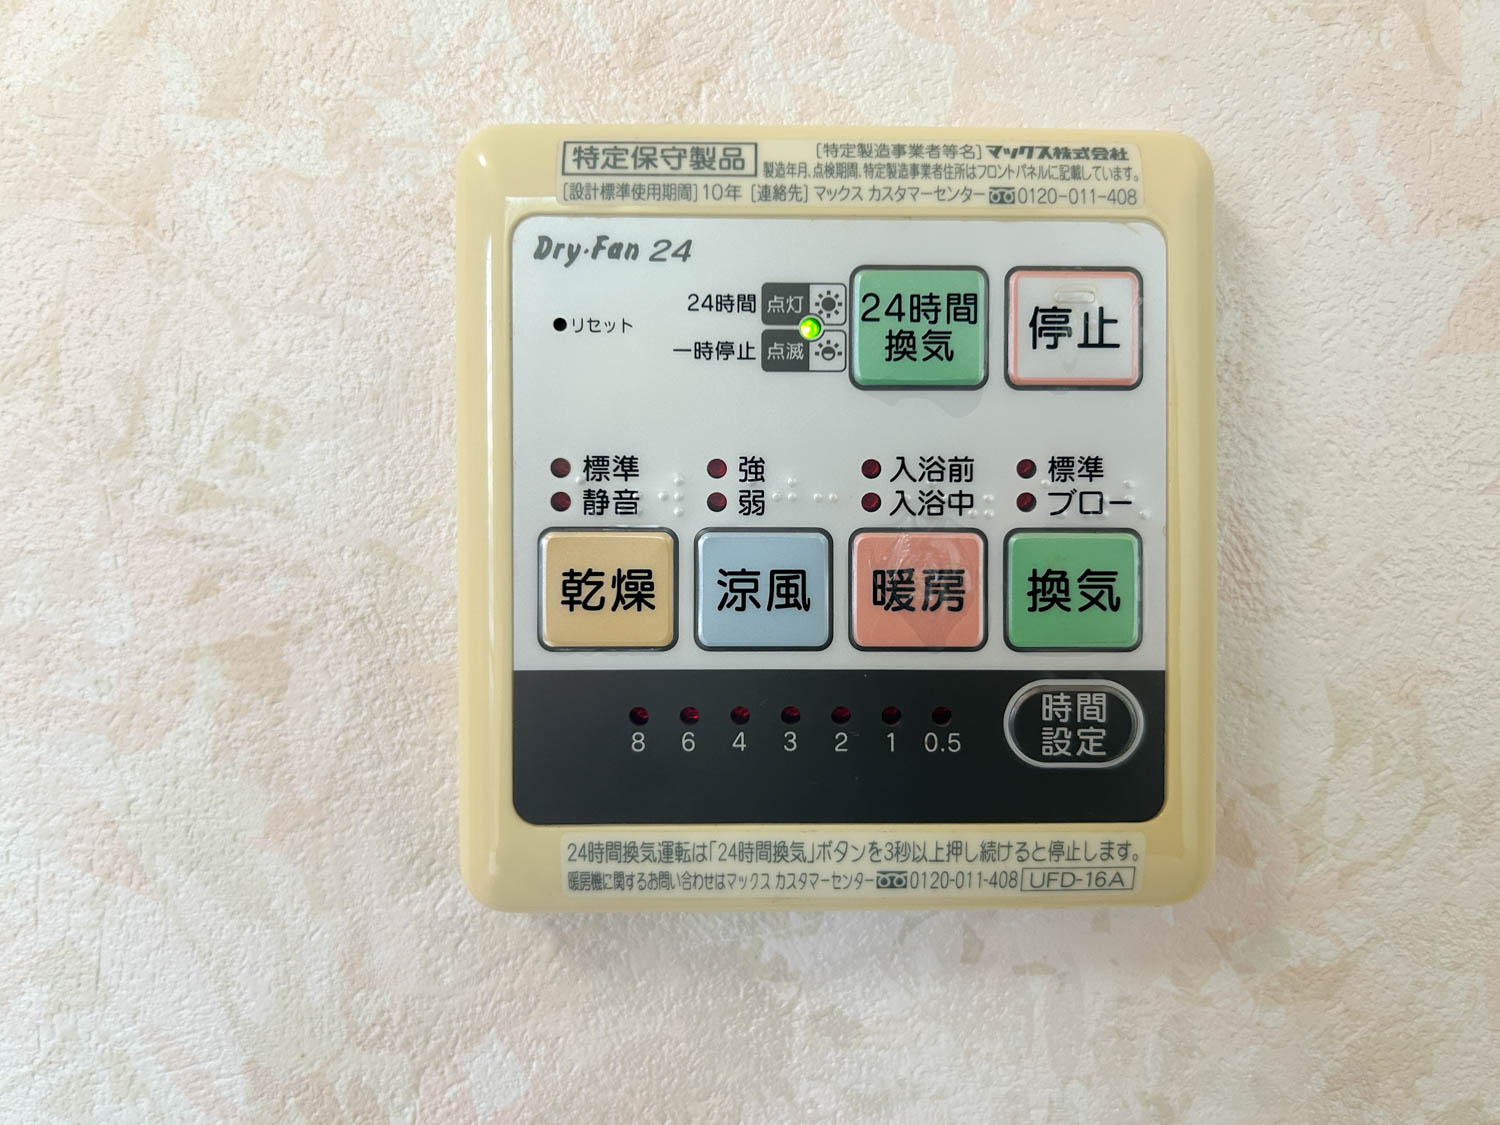 特定保守製品 [特定製造事業者等名] マックス株式会社
製造年月、点検期間、特定製造事業者住所はフロントパネルに記載しています。
[設計標準使用期間] 10年 [連絡先] マックス カスタマーセンター 0120-011-408
Dry・Fan 24
24時間 点灯
一時停止 点滅
リセット
24時間
換気
停止
標準 強 入浴前 標準
静音 弱 入浴中 ブロー
乾燥 涼風 暖房 換気
8 6 4 3 2 1 0.5
時間
設定
24時間換気運転は「24時間換気」ボタンを3秒以上押し続けると停止します。
暖房機に関するお問い合わせはマックス カスタマーセンター 0120-011-408 UFD-16A